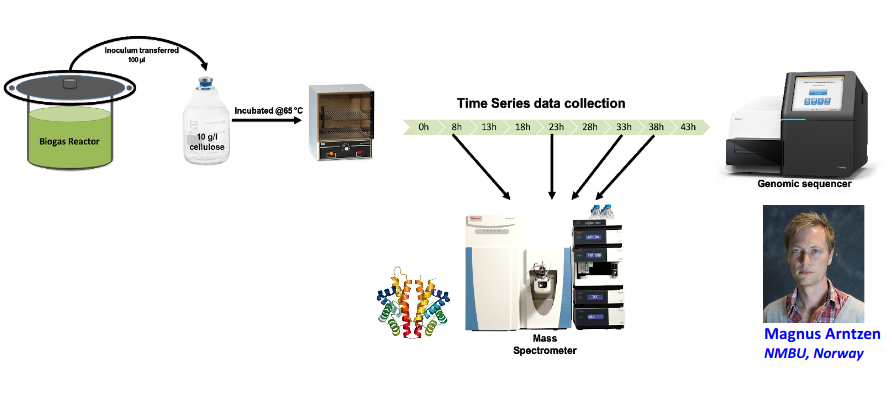 Inoculum transferred
100 µl
Biogas Reactor
10 g/l
cellulose
Incubated @65 °C
Time Series data collection
0h 8h 13h 18h 23h 28h 33h 38h 43h
Genomic sequencer
Mass
Spectrometer
Magnus Arntzen
NMBU, Norway